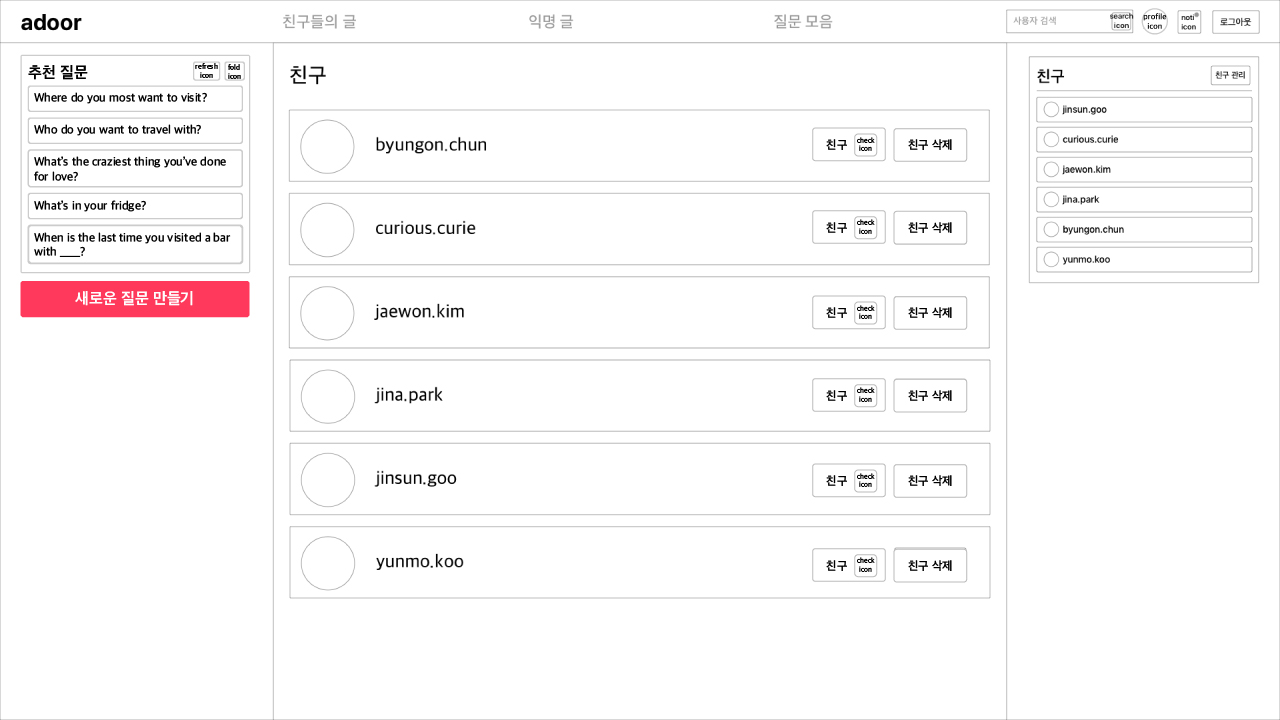 adoor
친구들의 글
익명 글
질문 모음
사용자 검색
search
icon
profile
icon
noti
icon
로그아웃
추천 질문
refresh
icon
fold
icon
Where do you most want to visit?
Who do you want to travel with?
What's the craziest thing you've done
for love?
What's in your fridge?
When is the last time you visited a bar
with ____?
새로운 질문 만들기
친구
byungon.chun
친구
check
icon
친구 삭제
curious.curie
친구
check
icon
친구 삭제
jaewon.kim
친구
check
icon
친구 삭제
jina.park
친구
check
icon
친구 삭제
jinsun.goo
친구
check
icon
친구 삭제
yunmo.koo
친구
check
icon
친구 삭제
친구
친구 관리
jinsun.goo
curious.curie
jaewon.kim
jina.park
byungon.chun
yunmo.koo